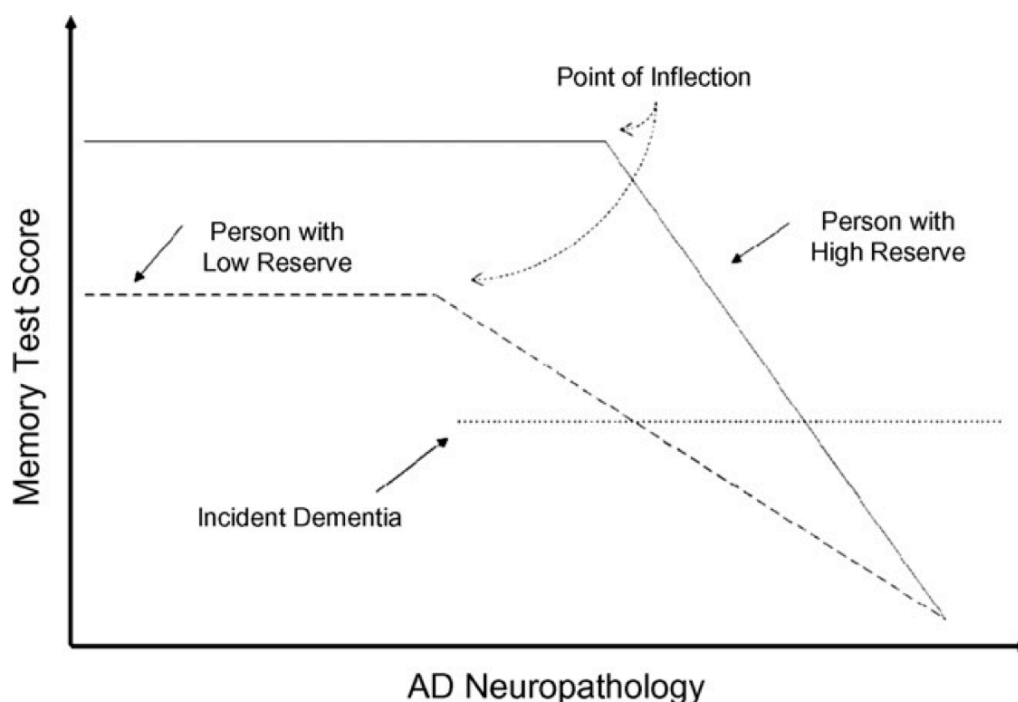 Point of Inflection
Person with
Low Reserve
Person with
High Reserve
Incident Dementia
Memory Test Score
AD Neuropathology